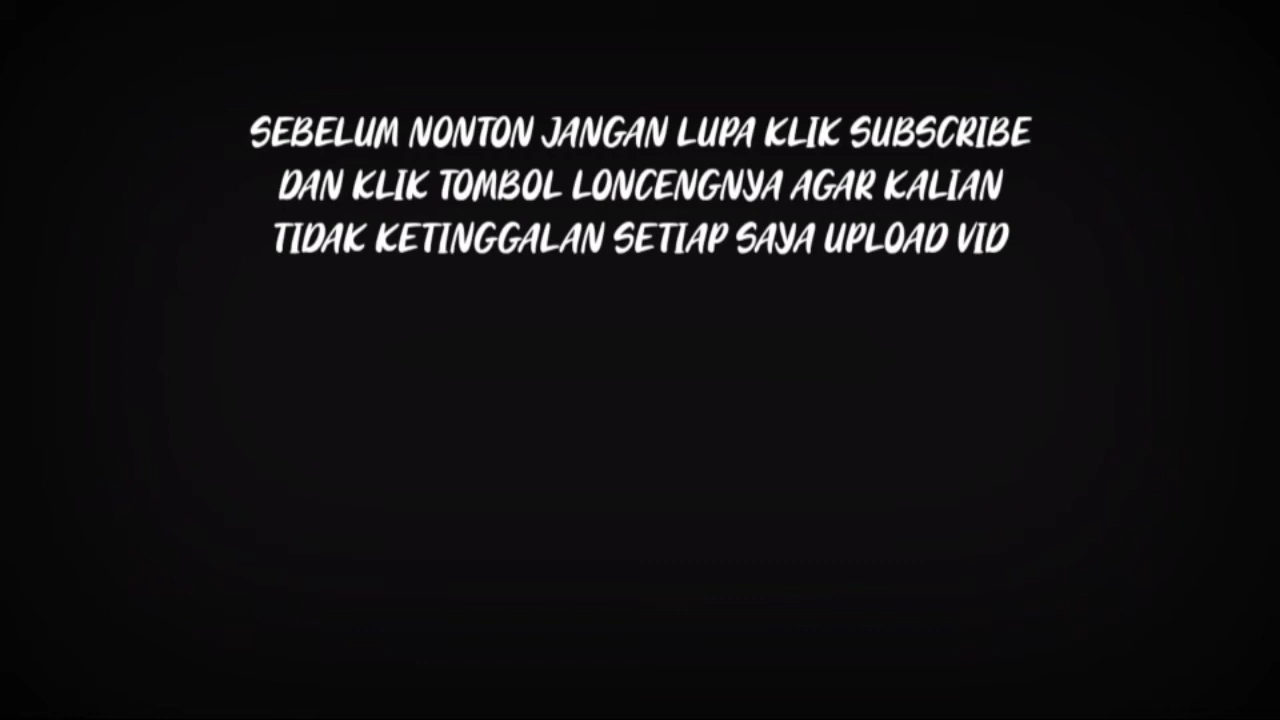 SEBELUM NONTON JANGAN LUPA KLIK SUBSCRIBE
DAN KLIK TOMBOL LONCENGNYA AGAR KALIAN
TIDAK KETINGGALAN SETIAP SAYA UPLOAD VID